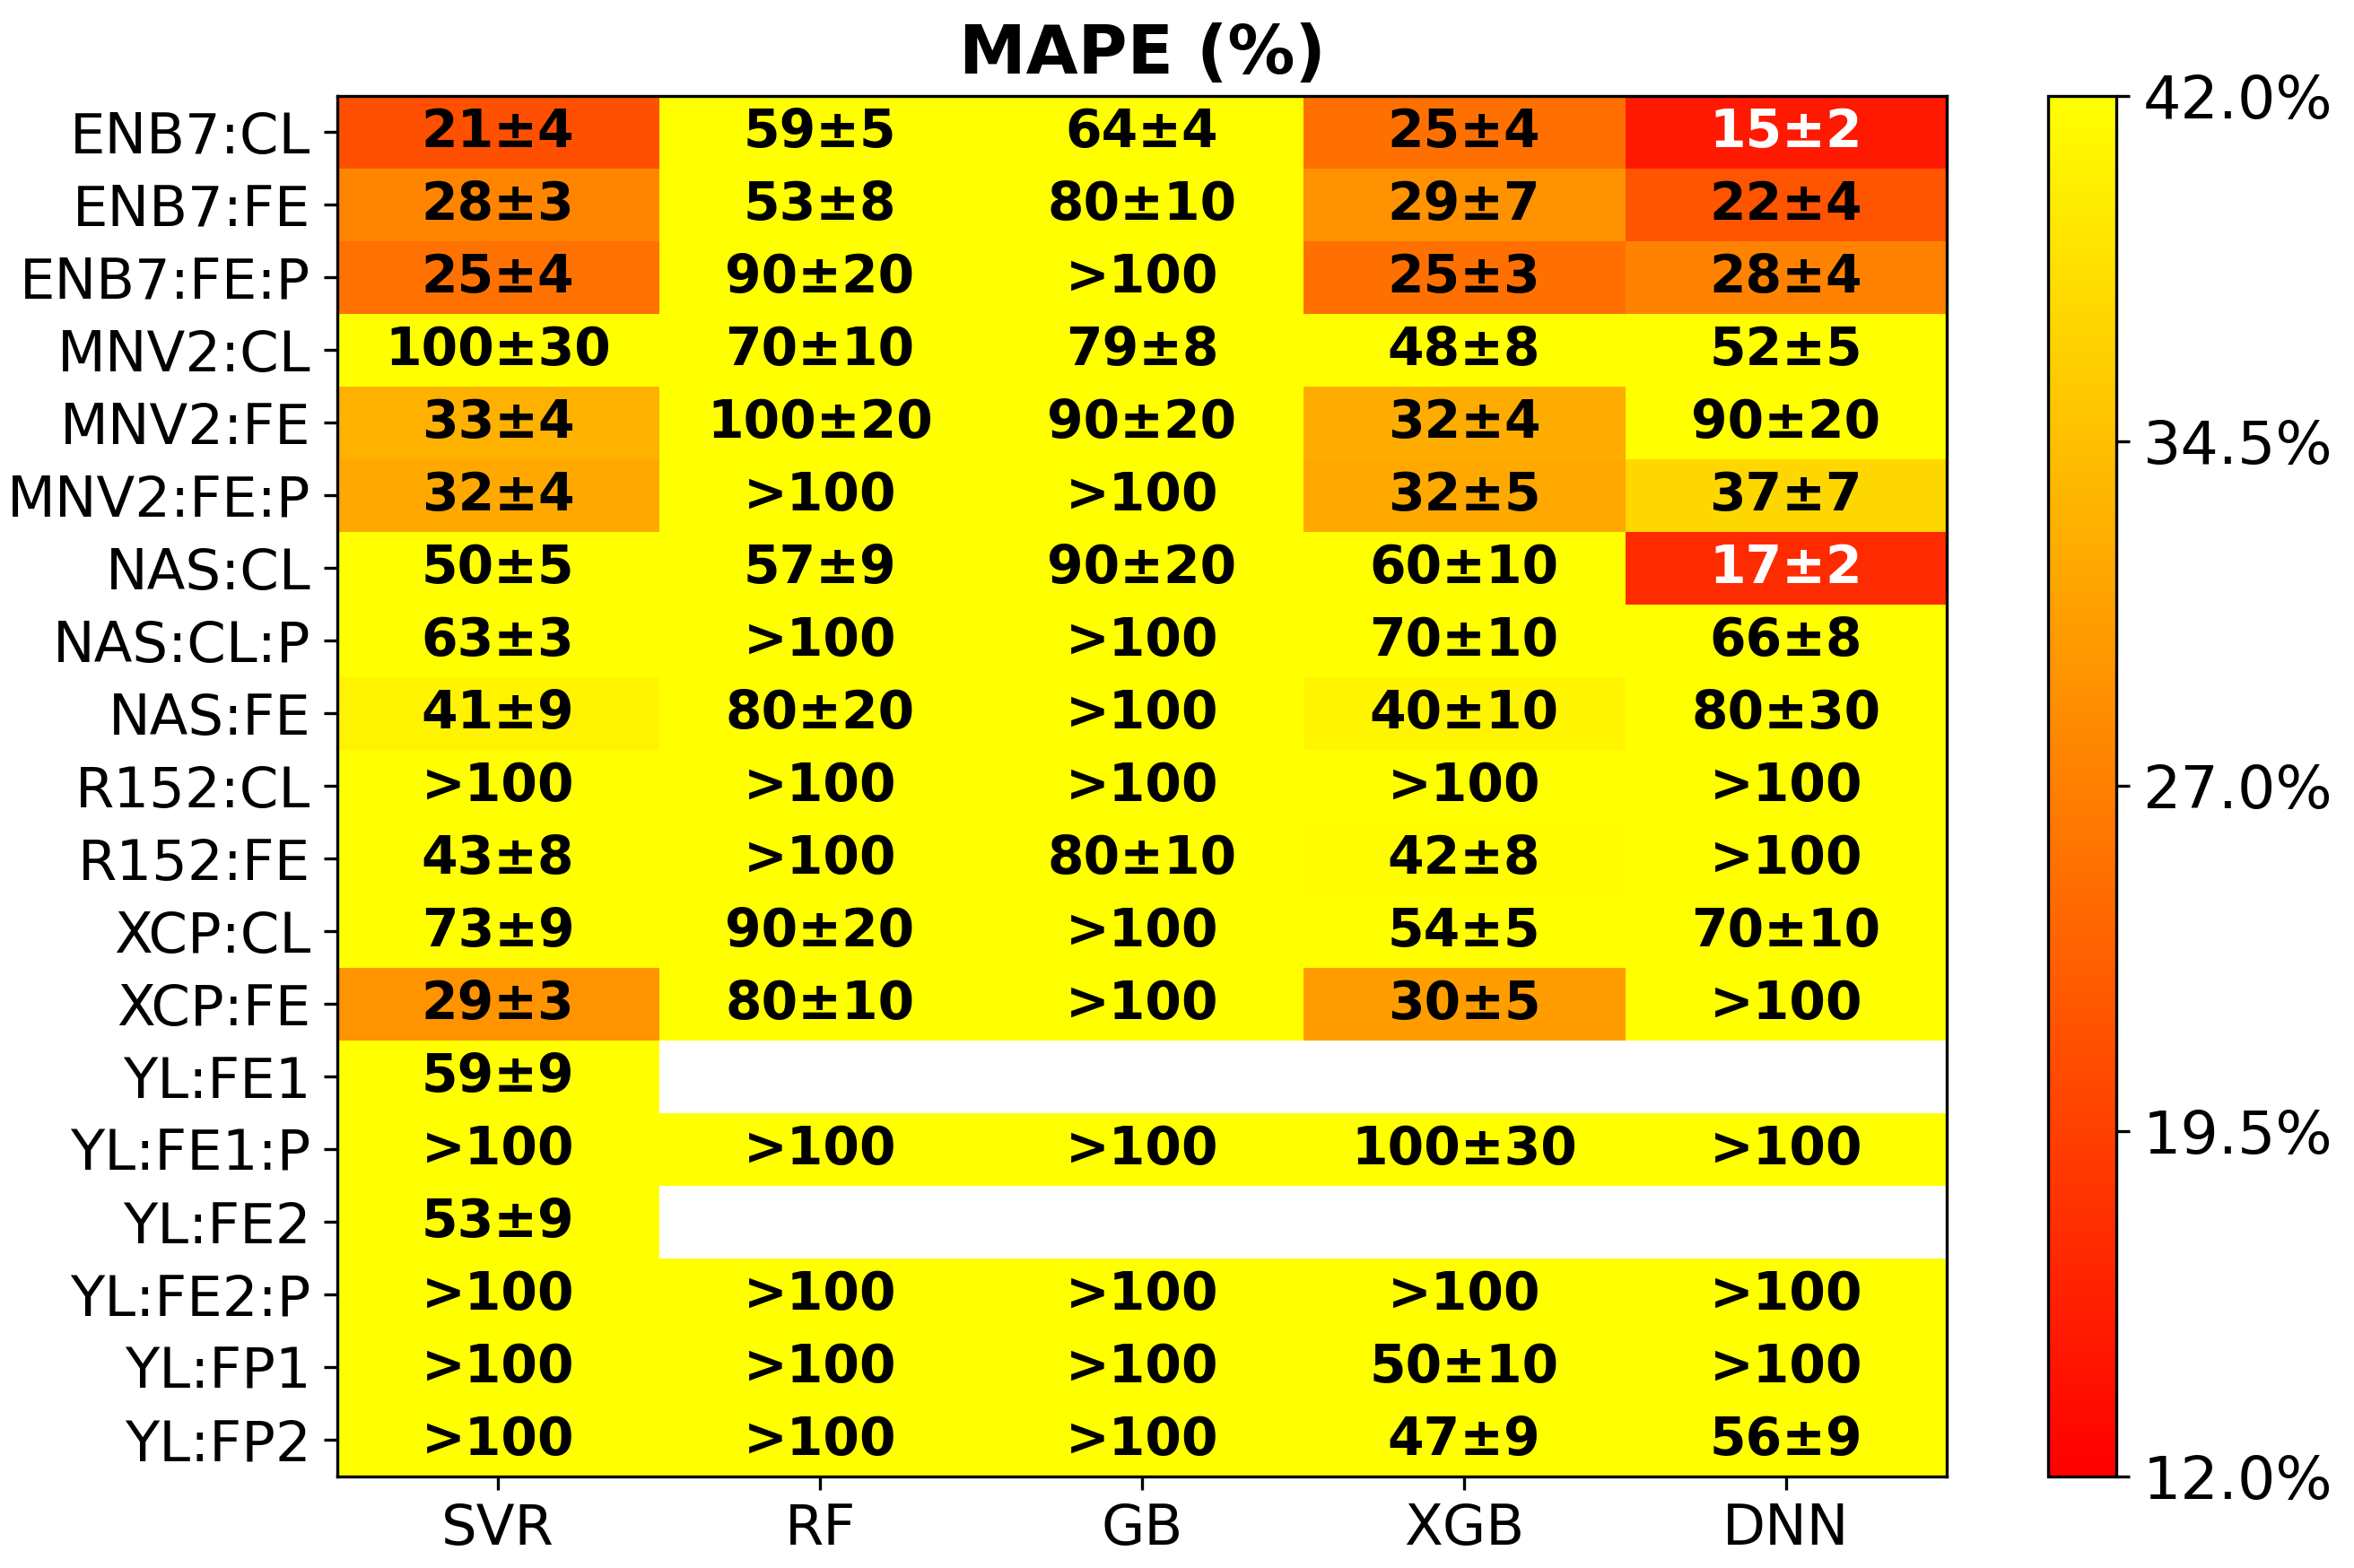 MAPE (%)
ENB7:CL 21±4 59±5 64±4 25±4 15±2
ENB7:FE 28±3 53±8 80±10 29±7 22±4
ENB7:FE:P 25±4 90±20 >100 25±3 28±4
MNV2:CL 100±30 70±10 79±8 48±8 52±5
MNV2:FE 33±4 100±20 90±20 32±4 90±20
MNV2:FE:P 32±4 >100 >100 32±5 37±7
NAS:CL 50±5 57±9 90±20 60±10 17±2
NAS:CL:P 63±3 >100 >100 70±10 66±8
NAS:FE 41±9 80±20 >100 40±10 80±30
R152:CL >100 >100 >100 >100 >100
R152:FE 43±8 >100 80±10 42±8 >100
XCP:CL 73±9 90±20 >100 54±5 70±10
XCP:FE 29±3 80±10 >100 30±5 >100
YL:FE1 59±9
YL:FE1:P >100 >100 >100 100±30 >100
YL:FE2 53±9
YL:FE2:P >100 >100 >100 >100 >100
YL:FP1 >100 >100 >100 50±10 >100
YL:FP2 >100 >100 >100 47±9 56±9
SVR RF GB XGB DNN
42.0%
34.5%
27.0%
19.5%
12.0%